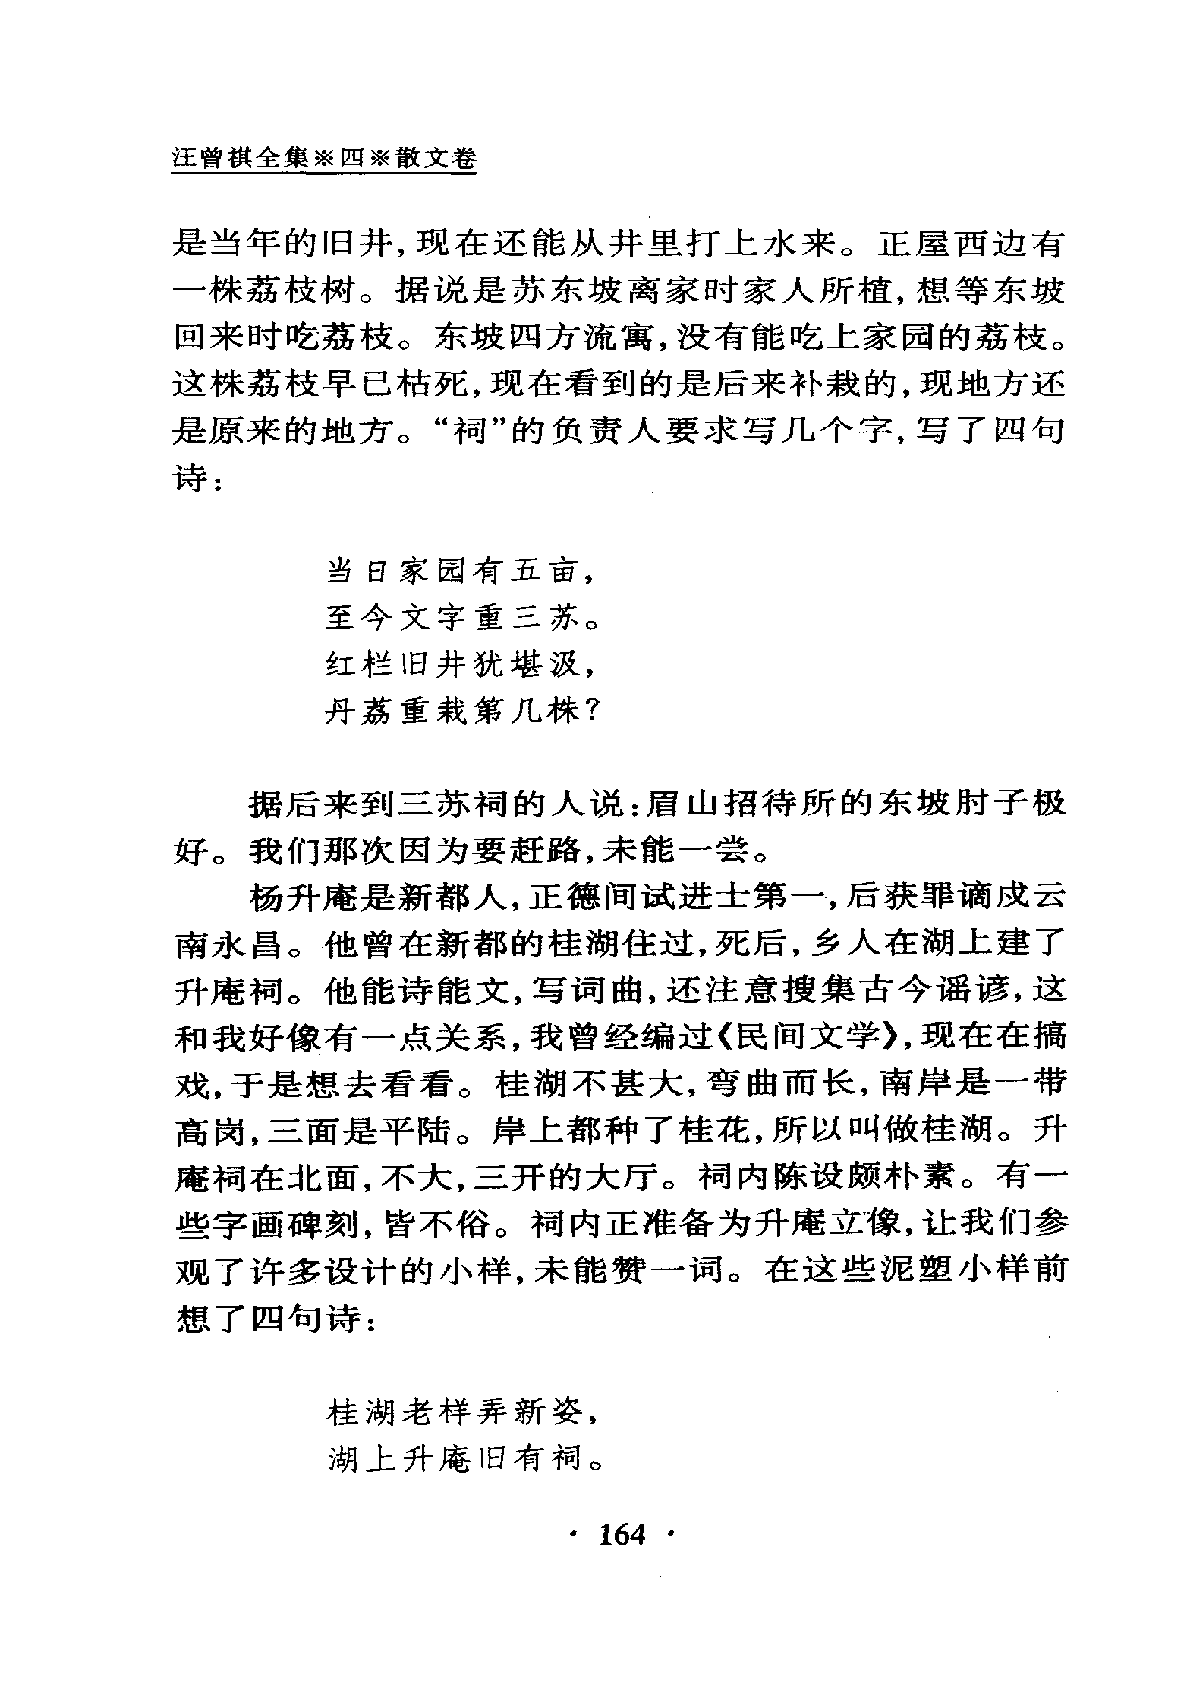 汪曾祺全集※四※散文卷
是当年的旧井,现在还能从井里打上水来。正屋西边有
一株荔枝树。据说是苏东坡离家时家人所植,想等东坡
回来时吃荔枝。东坡四方流寓,没有能吃上家园的荔枝。
这株荔枝早已枯死,现在看到的是后来补栽的,现地方还
是原来的地方。“祠”的负责人要求写几个字,写了四句
诗:
当日家园有五亩,
至今文字重三苏。
红栏旧井犹堪汲,
丹荔重栽第几株?
据后来到三苏祠的人说:眉山招待所的东坡肘子极
好。我们那次因为要赶路,未能一尝。
杨升庵是新都人,正德间试进士第一,后获罪谪戍云
南永昌。他曾在新都的桂湖住过,死后,乡人在湖上建了
升庵祠。他能诗能文,写词曲,还注意搜集古今谣谚,这
和我好像有一点关系,我曾经编过《民间文学》,现在在搞
戏,于是想去看看。桂湖不甚大,弯曲而长,南岸是一带
高岗,三面是平陆。岸上都种了桂花,所以叫做桂湖。升
庵祠在北面,不大,三开的大厅。祠内陈设颇朴素。有一
些字画碑刻,皆不俗。祠内正准备为升庵立像,让我们参
观了许多设计的小样,未能赞一词。在这些泥塑小样前
想了四句诗:
桂湖老样弄新姿,
湖上升庵旧有祠。
· 164 ·